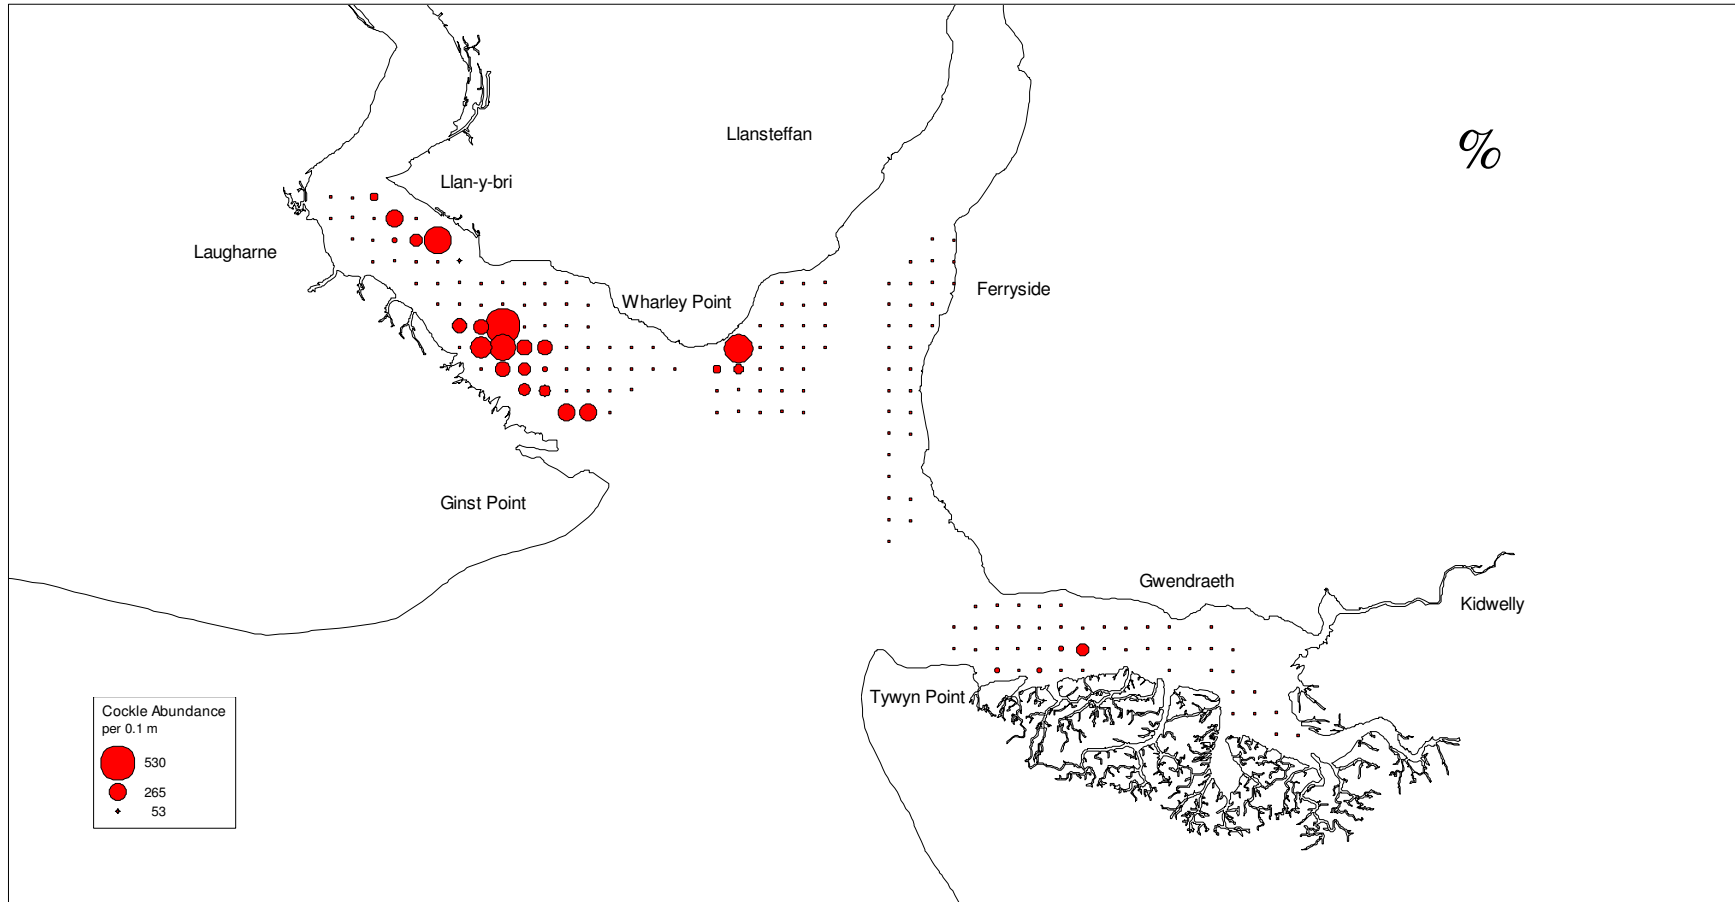 Llansteffan
%
Llan-y-bri
Laugharne
Ferryside
Wharley Point
Ginst Point
Gwendraeth
Kidwelly
Tywyn Point
Cockle Abundance
per 0.1 m
530
265
53